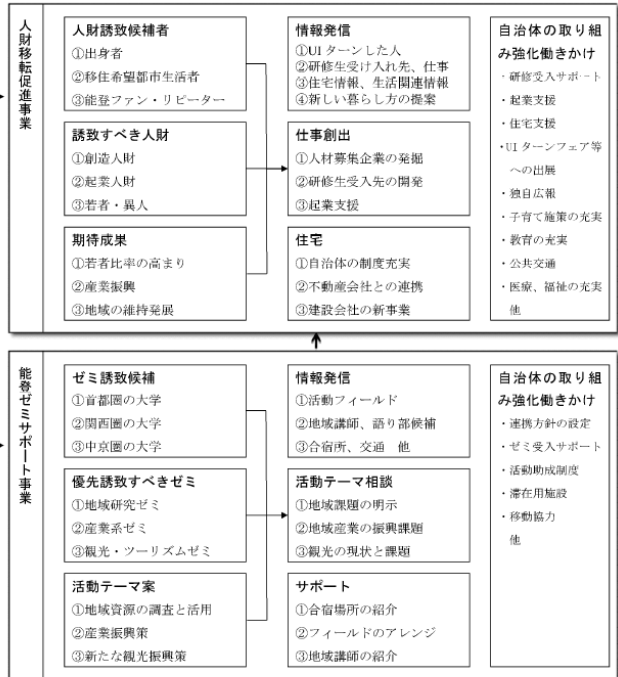 人財移転促進事業
人財誘致候補者
①出身者
②移住希望都市生活者
③能登ファン・リピーター
誘致すべき人財
①創造人財
②起業人財
③若者・異人
期待成果
①若者比率の高まり
②産業振興
③地域の維持発展
情報発信
①UIターンした人
②研修生受け入れ先、仕事
③住宅情報、生活関連情報
④新しい暮らし方の提案
仕事創出
①人材募集企業の発掘
②研修生受入先の開発
③起業支援
住宅
①自治体の制度充実
②不動産会社との連携
③建設会社の新事業
自治体の取り組
み強化働きかけ
・研修受入サポート
・起業支援
・住宅支援
・UIターンフェア等
への出展
・独自広報
・子育て施策の充実
・教育の充実
・公共交通
・医療、福祉の充実
他
能登ゼミサポート事業
ゼミ誘致候補
①首都圏の大学
②関西圏の大学
③中京圏の大学
優先誘致すべきゼミ
①地域研究ゼミ
②産業系ゼミ
③観光・ツーリズムゼミ
活動テーマ案
①地域資源の調査と活用
②産業振興策
③新たな観光振興策
情報発信
①活動フィールド
②地域講師、語り部候補
③合宿所、交通　他
活動テーマ相談
①地域課題の明示
②地域産業の振興課題
③観光の現状と課題
サポート
①合宿場所の紹介
②フィールドのアレンジ
③地域講師の紹介
自治体の取り組
み強化働きかけ
・連携方針の設定
・ゼミ受入サポート
・活動助成制度
・滞在用施設
・移動協力
他